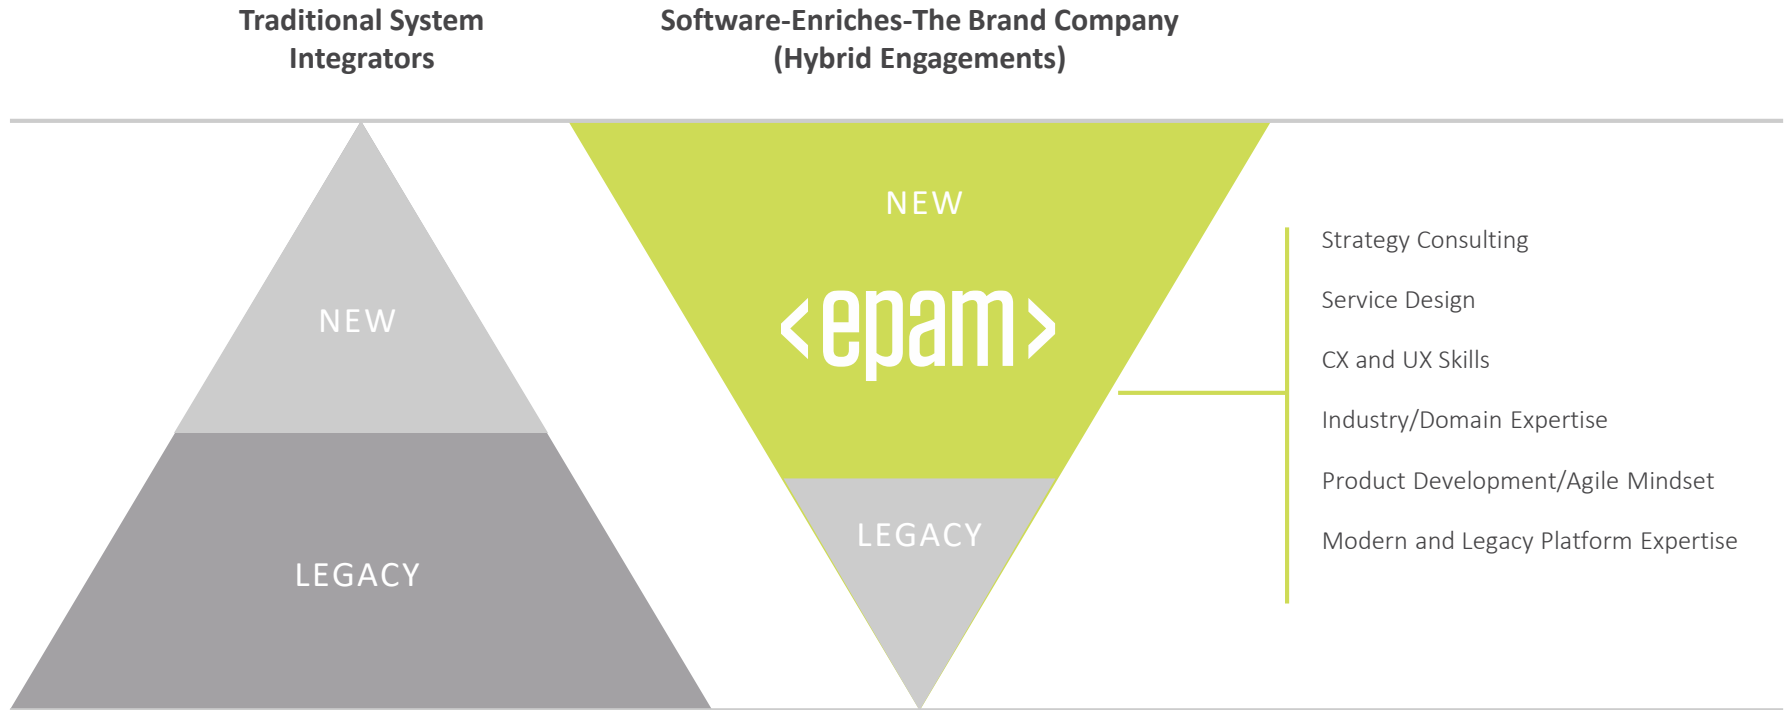 Traditional System
Integrators
Software-Enriches-The Brand Company
(Hybrid Engagements)
NEW
LEGACY
NEW
<epam>
LEGACY
Strategy Consulting
Service Design
CX and UX Skills
Industry/Domain Expertise
Product Development/Agile Mindset
Modern and Legacy Platform Expertise